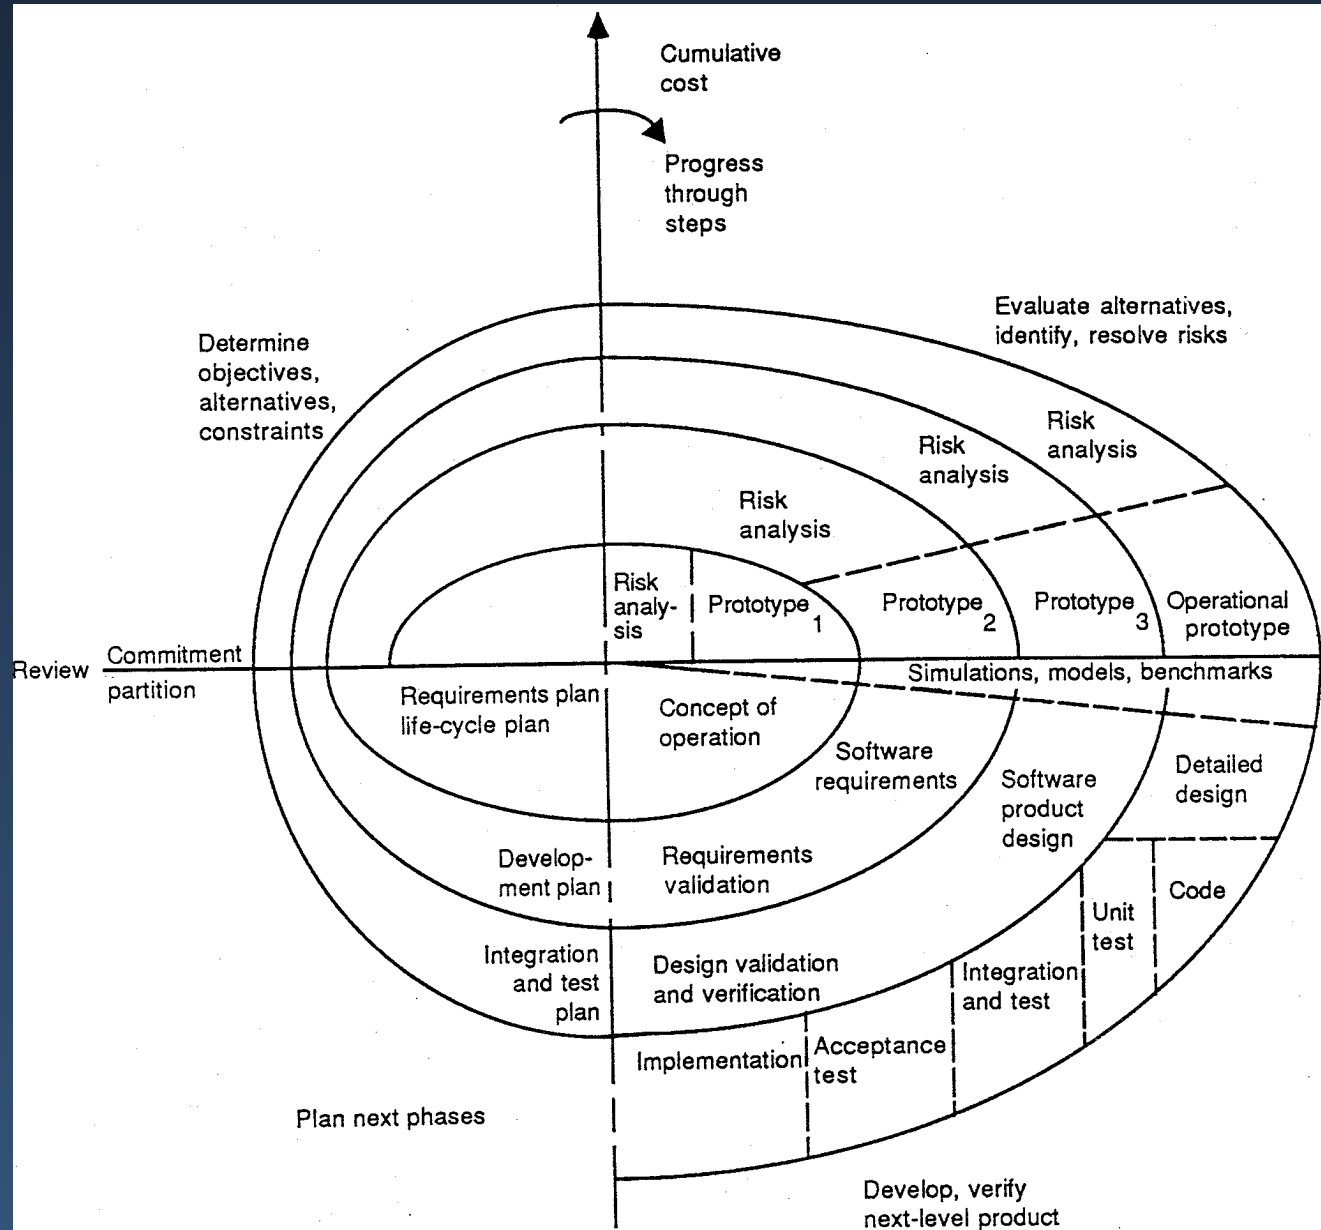 Cumulative
cost
Progress
through
steps
Evaluate alternatives,
identify, resolve risks
Determine
objectives,
alternatives,
constraints
Risk
analysis
Risk
analysis
Risk
analysis
Risk
analy-
sis
Prototype 1
Prototype 2
Prototype 3
Operational
prototype
Review
Commitment
partition
Simulations, models, benchmarks
Requirements plan
life-cycle plan
Concept of
operation
Software
requirements
Software
product
design
Detailed
design
Develop-
ment plan
Requirements
validation
Code
Unit
test
Integration
and test
plan
Design validation
and verification
Integration
and test
Implementation
Acceptance
test
Plan next phases
Develop, verify
next-level product